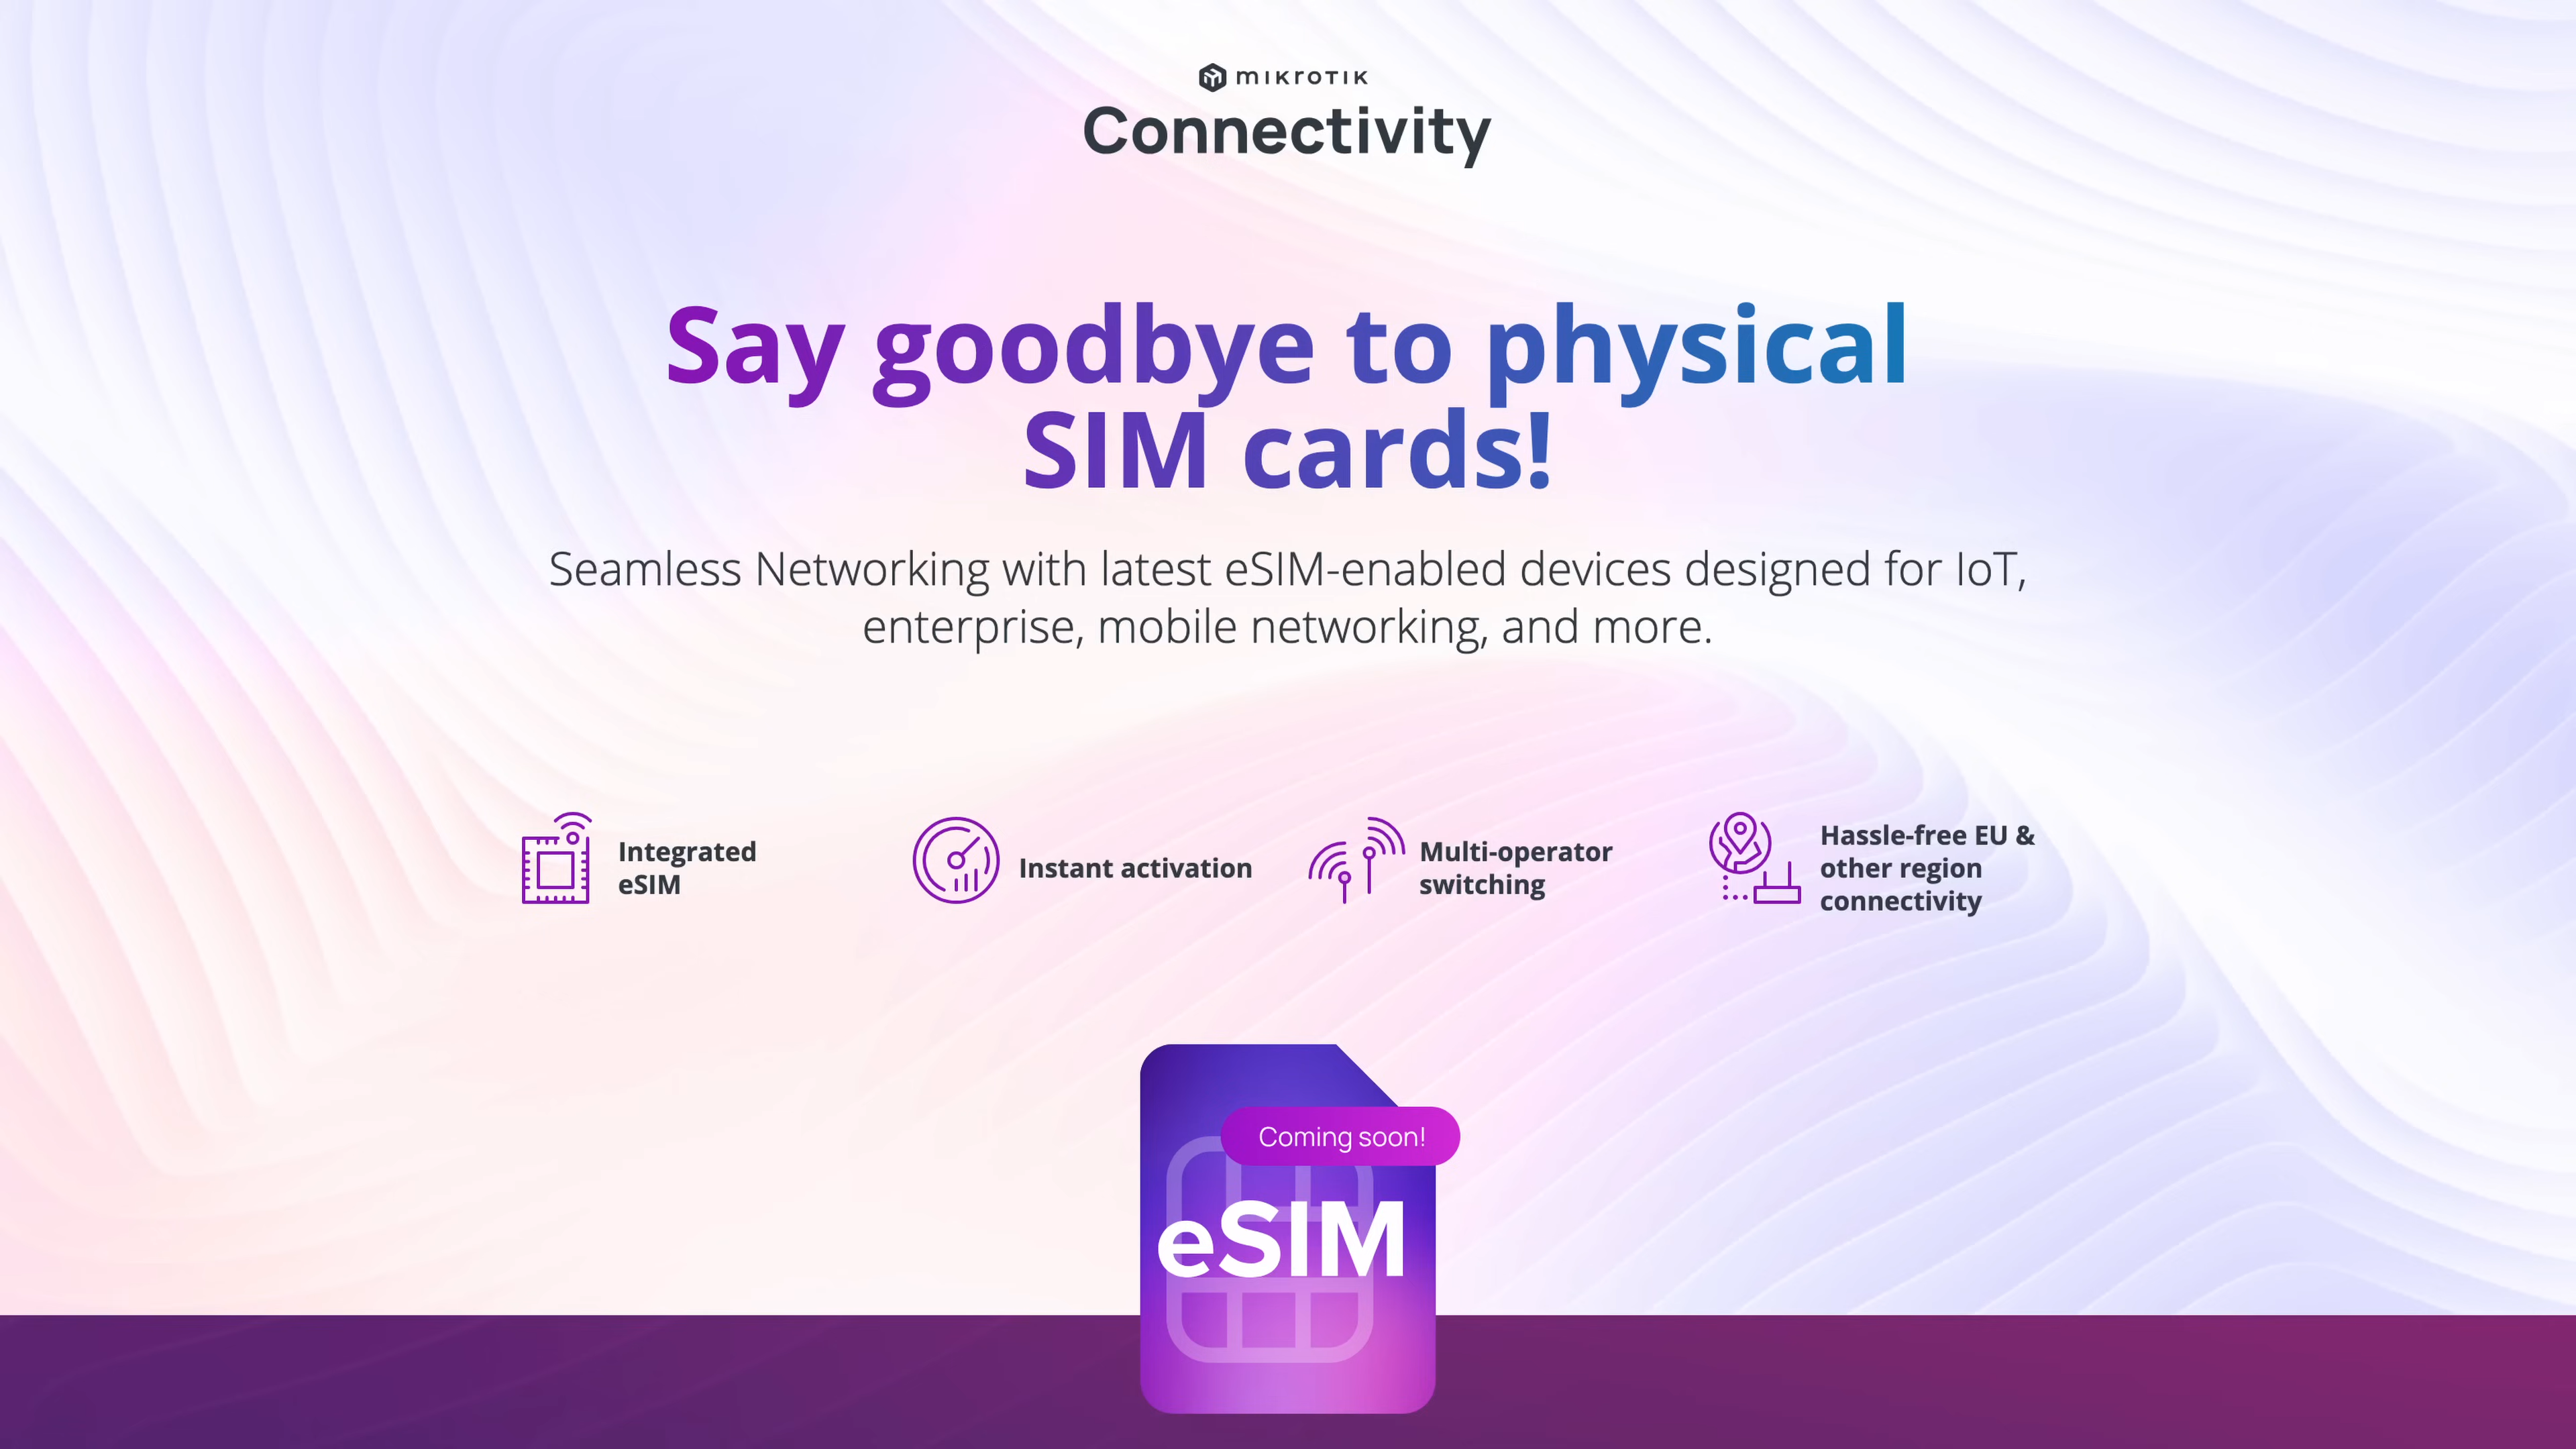 mikrotik
Connectivity
Say goodbye to physical
SIM cards!
Seamless Networking with latest eSIM-enabled devices designed for IoT,
enterprise, mobile networking, and more.
Integrated
eSIM
Instant activation
Multi-operator
switching
Hassle-free EU &
other region
connectivity
Coming soon!
eSIM